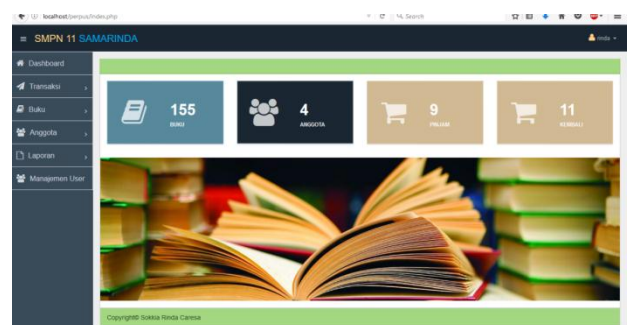 localhost/perpus/index.php
Search
SMPN 11 SAMARINDA
rinda
Dashboard
Transaksi
Buku
Anggota
Laporan
Manajemen User
155
BUKU
4
ANGGOTA
9
PINJAM
11
KEMBALI
Copyright© Sokkia Rinda Caresa